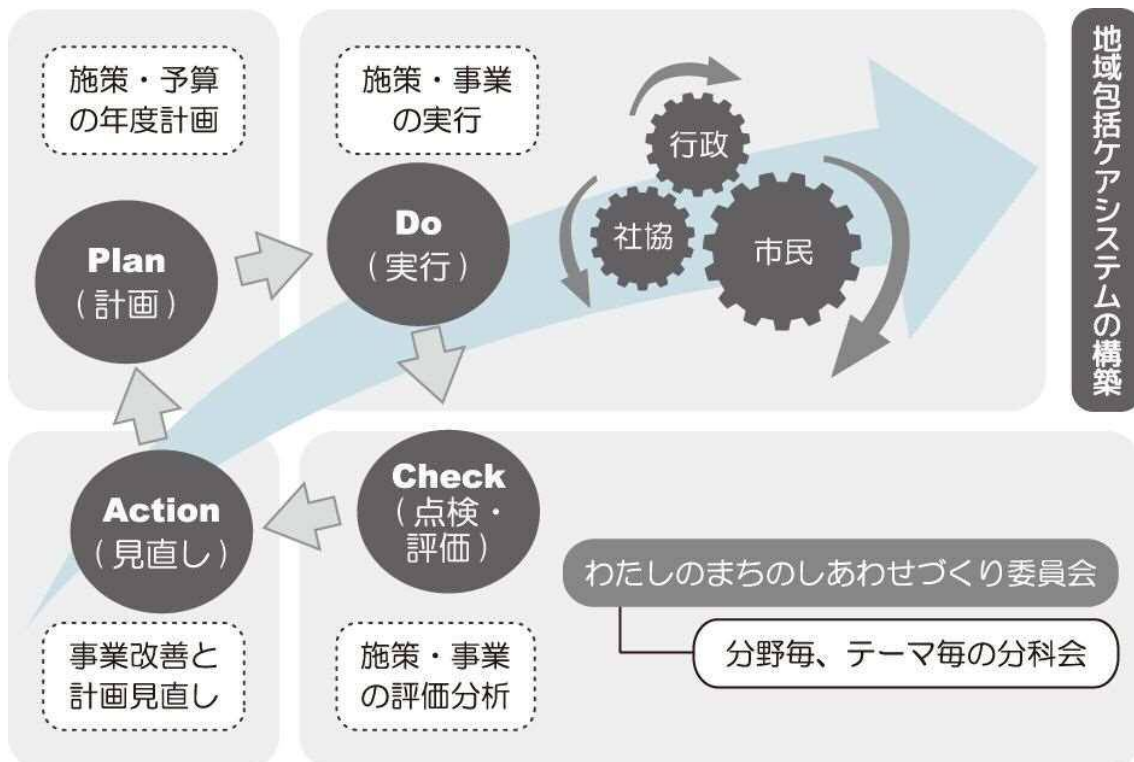 施策・予算
の年度計画
Plan
(計画)
施策・事業
の実行
Do
(実行)
行政
社協
市民
地域包括ケアシステムの構築
Action
(見直し)
事業改善と
計画見直し
Check
(点検・
評価)
施策・事業
の評価分析
わたしのまちのしあわせづくり委員会
分野毎、テーマ毎の分科会